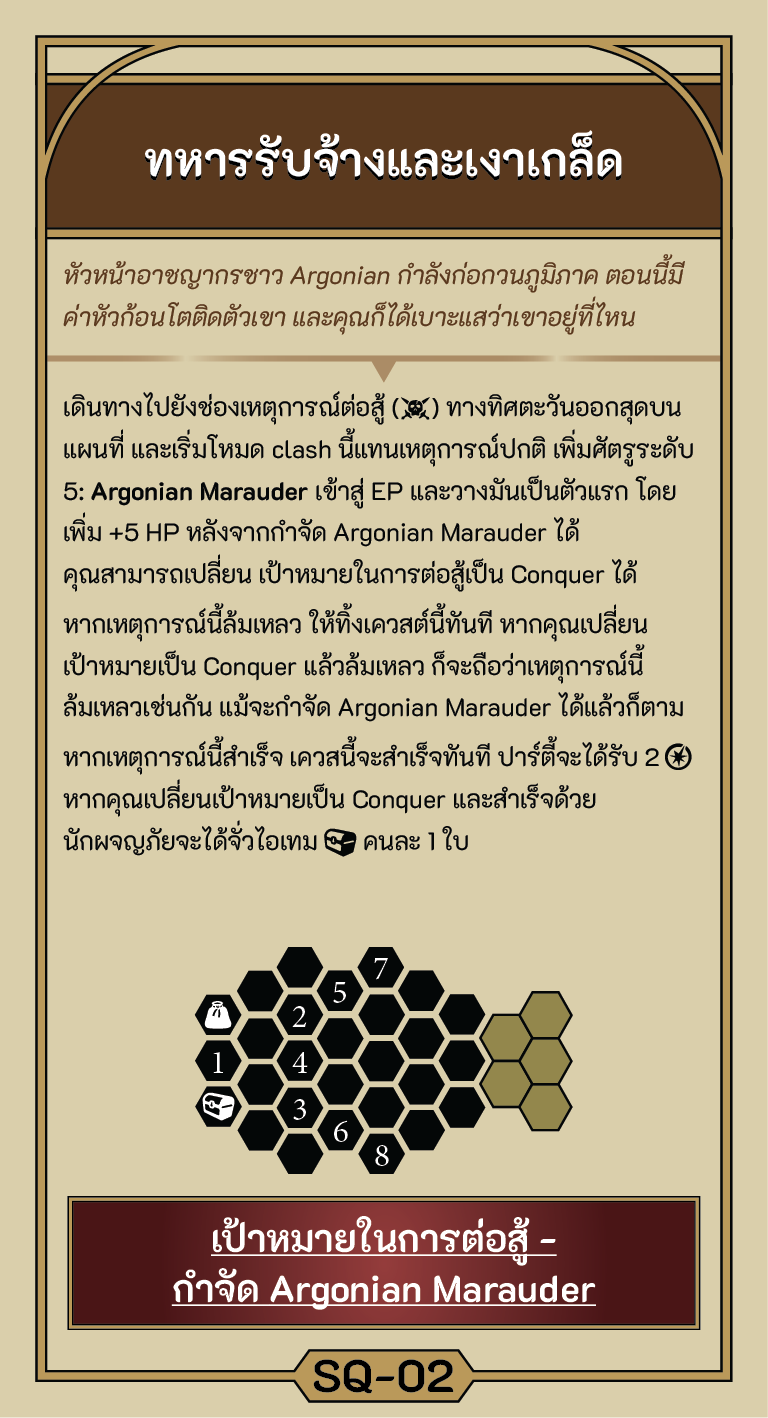 ทหารรับจ้างและเงาเกล็ด
หัวหน้าอาชญากรชาว Argonian กำลังก่อกวนภูมิภาค ตอนนี้มี
ค่าหัวก้อนโตติดตัวเขา และคุณก็ได้เบาะแสว่าเขาอยู่ที่ไหน
เดินทางไปยังช่องเหตุการณ์ต่อสู้ () ทางทิศตะวันออกสุดบน
แผนที่ และเริ่มโหมด clash นี้แทนเหตุการณ์ปกติ เพิ่มศัตรูระดับ
5: Argonian Marauder เข้าสู่ EP และวางมันเป็นตัวแรก โดย
เพิ่ม +5 HP หลังจากกำจัด Argonian Marauder ได้
คุณสามารถเปลี่ยน เป้าหมายในการต่อสู้เป็น Conquer ได้
หากเหตุการณ์นี้ล้มเหลว ให้ทิ้งเควสต์นี้ทันที หากคุณเปลี่ยน
เป้าหมายเป็น Conquer แล้วล้มเหลว ก็จะถือว่าเหตุการณ์นี้
ล้มเหลวเช่นกัน แม้จะกำจัด Argonian Marauder ได้แล้วก็ตาม
หากเหตุการณ์นี้สำเร็จ เควสนี้จะสำเร็จทันที ปาร์ตี้จะได้รับ 2
หากคุณเปลี่ยนเป้าหมายเป็น Conquer และสำเร็จด้วย
นักผจญภัยจะได้จั่วไอเทม คนละ 1 ใบ
7
5
2
1 4
3
6
8
เป้าหมายในการต่อสู้ -
กำจัด Argonian Marauder
SQ-02